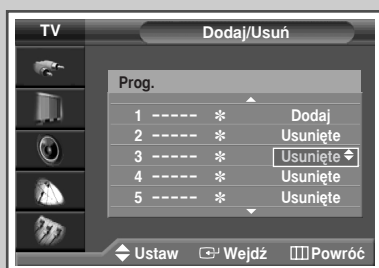 TV Dodaj/Usuń
Prog.
1 ----- ✻ Dodaj
2 ----- ✻ Usunięte
3 ----- ✻ Usunięte
4 ----- ✻ Usunięte
5 ----- ✻ Usunięte
Ustaw Wejdź Powróć